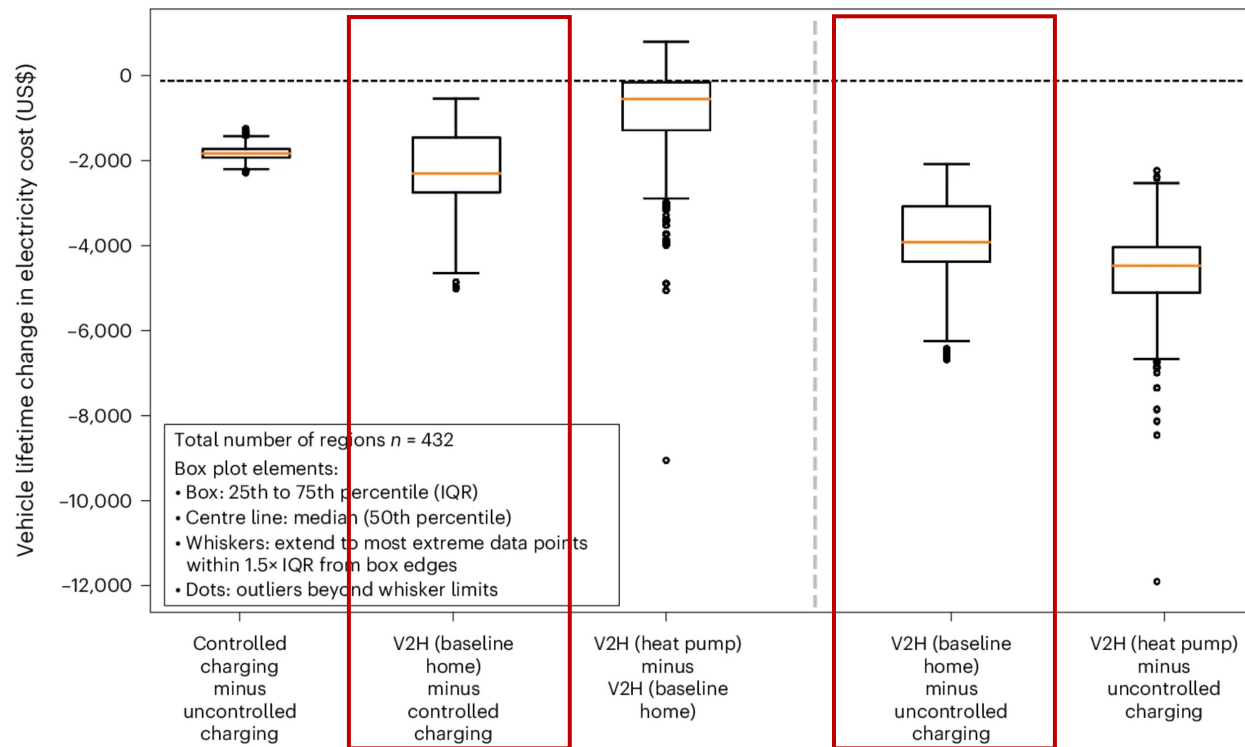 Vehicle lifetime change in electricity cost (US$)
0
−2,000
−4,000
−6,000
−8,000
−10,000
−12,000
Total number of regions n = 432
Box plot elements:
• Box: 25th to 75th percentile (IQR)
• Centre line: median (50th percentile)
• Whiskers: extend to most extreme data points
within 1.5× IQR from box edges
• Dots: outliers beyond whisker limits
Controlled
charging
minus
uncontrolled
charging
V2H (baseline
home)
minus
controlled
charging
V2H (heat pump)
minus
V2H (baseline
home)
V2H (baseline
home)
minus
uncontrolled
charging
V2H (heat pump)
minus
uncontrolled
charging